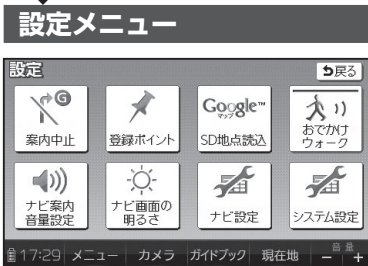 設定メニュー
設定
戻る
G
案内中止
登録ポイント
Google™
マップ
SD地点読込
おでかけ
ウォーク
ナビ案内
音量設定
ナビ画面の
明るさ
ナビ設定
システム設定
17:29 メニュー カメラ ガイドブック 現在地 音量
− +